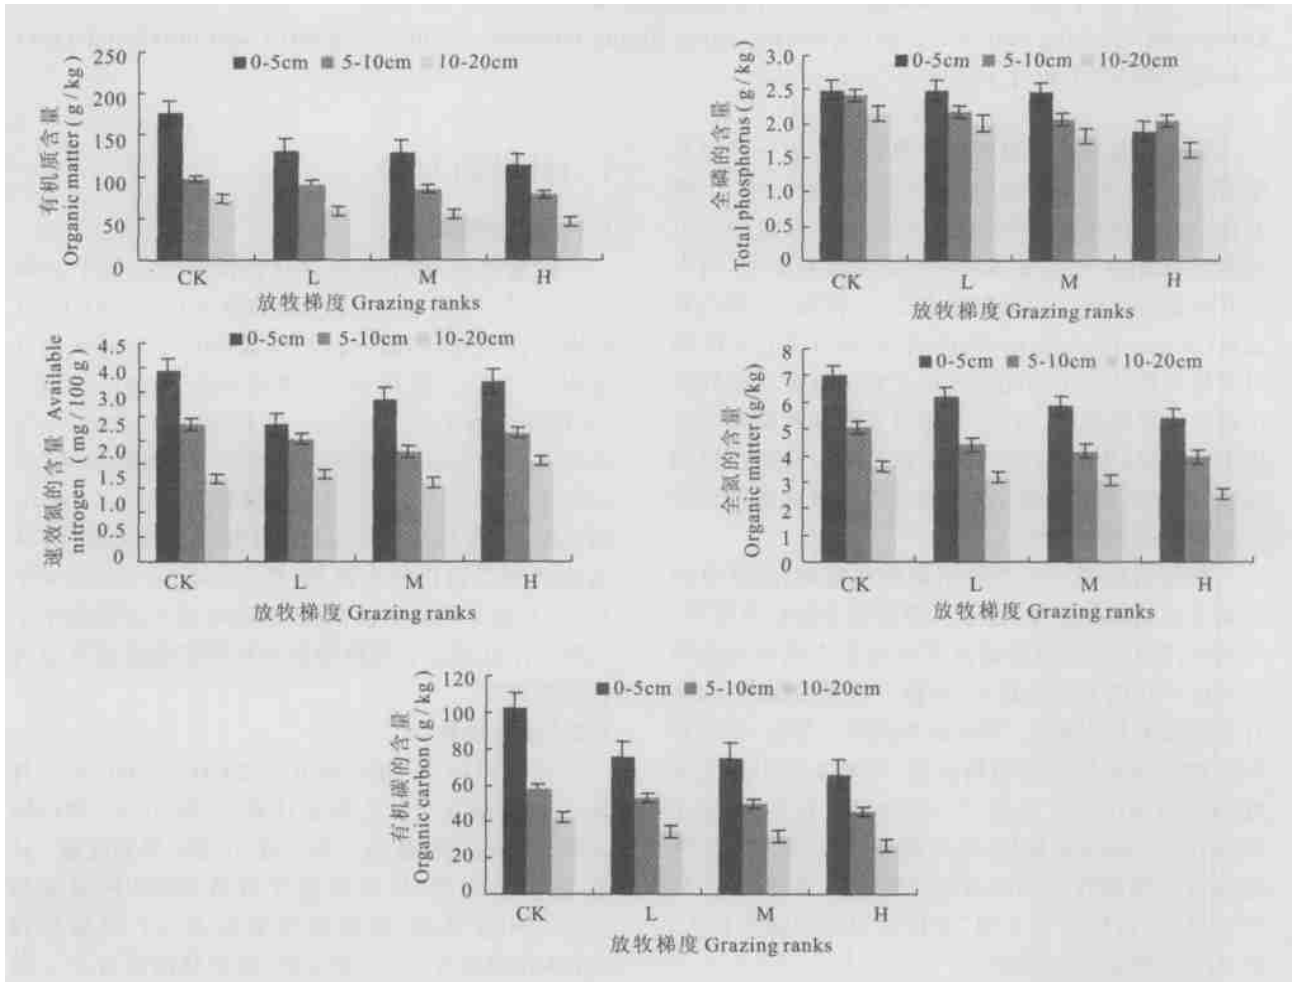 250
200
150
100
50
0
有机质含量
Organic matter ( g / kg )
0-5cm 5-10cm 10-20cm
CK L M H
放牧梯度 Grazing ranks
3.0
2.5
2.0
1.5
1.0
0.5
0
全磷的含量
Total phosphorus ( g / kg )
0-5cm 5-10cm 10-20cm
CK L M H
放牧梯度 Grazing ranks
4.5
4.0
2.5
1.5
1.0
0.5
0
速效氮的含量 Available
nitrogen ( mg / 100 g )
0-5cm 5-10cm 10-20cm
CK L M H
放牧梯度 Grazing ranks
8
7
6
5
4
3
2
1
0
全氮的含量
Organic matter (g/kg)
0-5cm 5-10cm 10-20cm
CK L M H
放牧梯度 Grazing ranks
120
100
80
60
40
20
0
有机碳的含量
Organic carbon ( g / kg )
0-5cm 5-10cm 10-20cm
CK L M H
放牧梯度 Grazing ranks